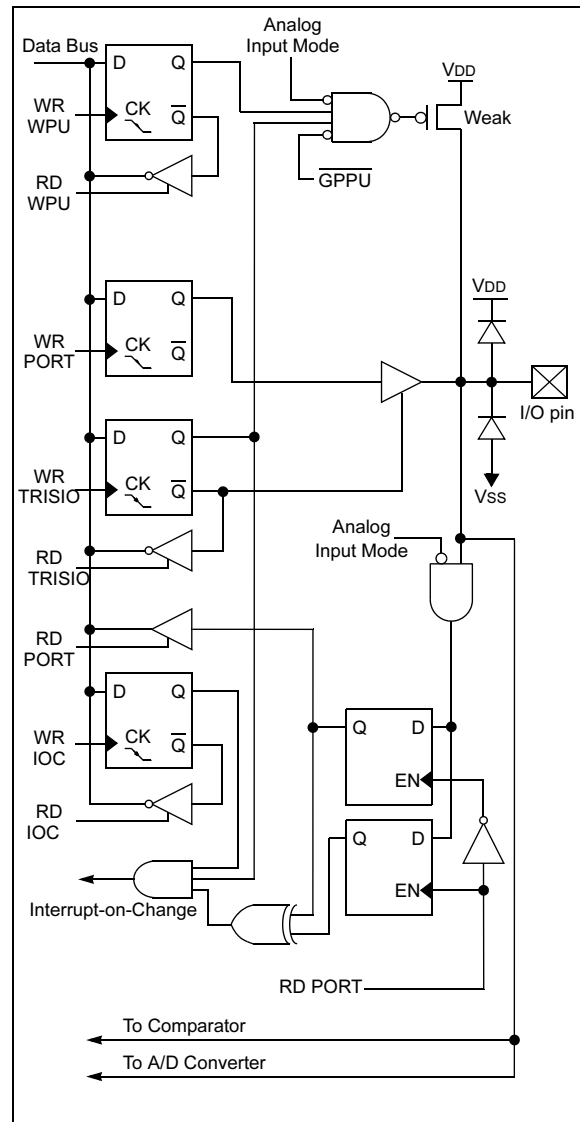 Analog
Input Mode
Data Bus
D Q
VDD
WR
WPU
CK
Q
Weak
RD
WPU
GPPU
D Q
VDD
WR
PORT
CK
Q
I/O pin
D Q
WR
TRISIO
CK
Q
VSS
Analog
Input Mode
RD
TRISIO
RD
PORT
D Q
Q D
WR
IOC
CK
Q
EN
RD
IOC
Q D
EN
Interrupt-on-Change
RD PORT
To Comparator
To A/D Converter